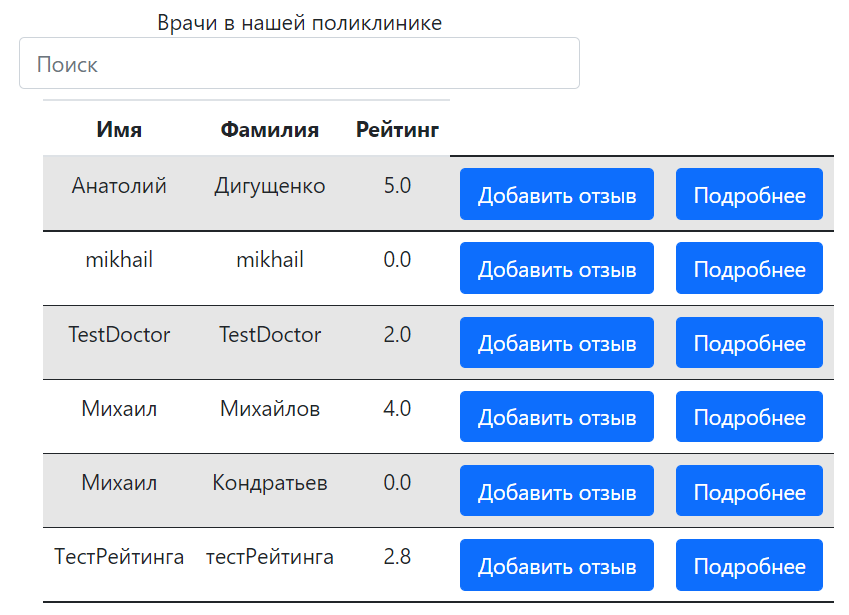 Врачи в нашей поликлинике
Поиск
Имя Фамилия Рейтинг
Анатолий Дигущенко 5.0 Добавить отзыв Подробнее
mikhail mikhail 0.0 Добавить отзыв Подробнее
TestDoctor TestDoctor 2.0 Добавить отзыв Подробнее
Михаил Михайлов 4.0 Добавить отзыв Подробнее
Михаил Кондратьев 0.0 Добавить отзыв Подробнее
ТестРейтинга тестРейтинга 2.8 Добавить отзыв Подробнее